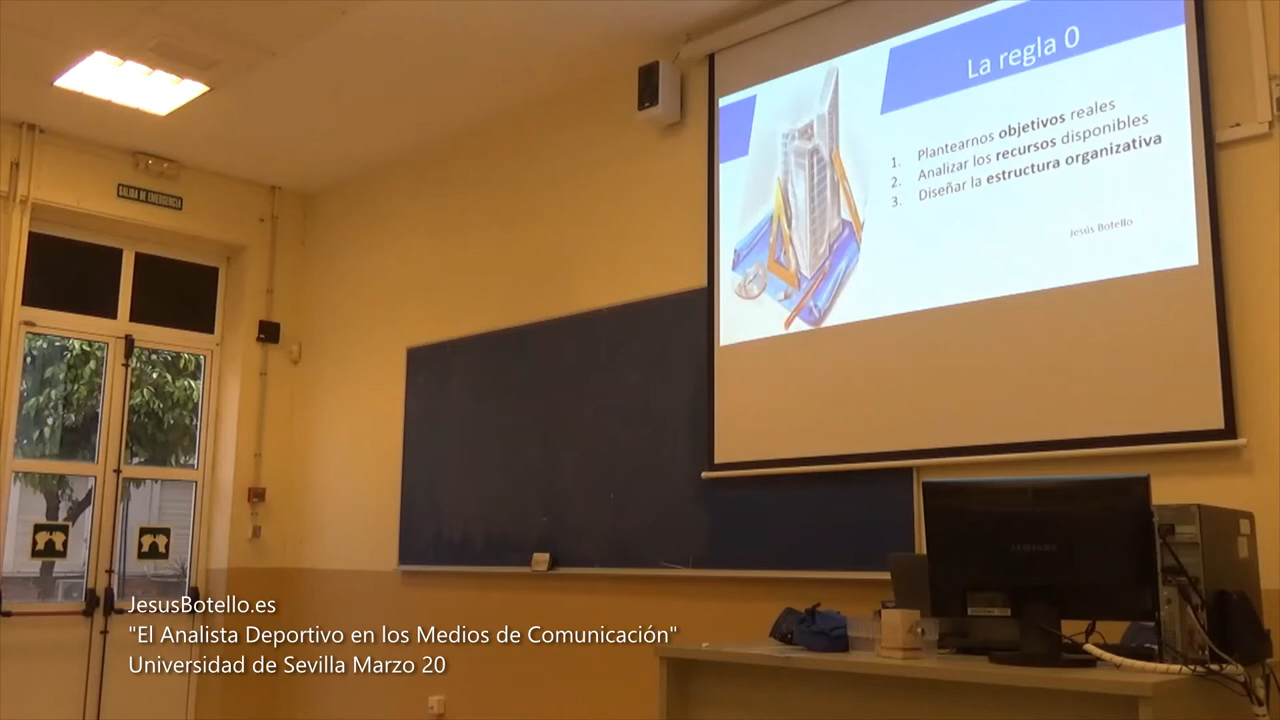 La regla 0
1. Plantearnos objetivos reales
2. Analizar los recursos disponibles
3. Diseñar la estructura organizativa
Jesús Botello
SALIDA DE EMERGENCIA
SAMSUNG
JesusBotello.es
"El Analista Deportivo en los Medios de Comunicación"
Universidad de Sevilla Marzo 20